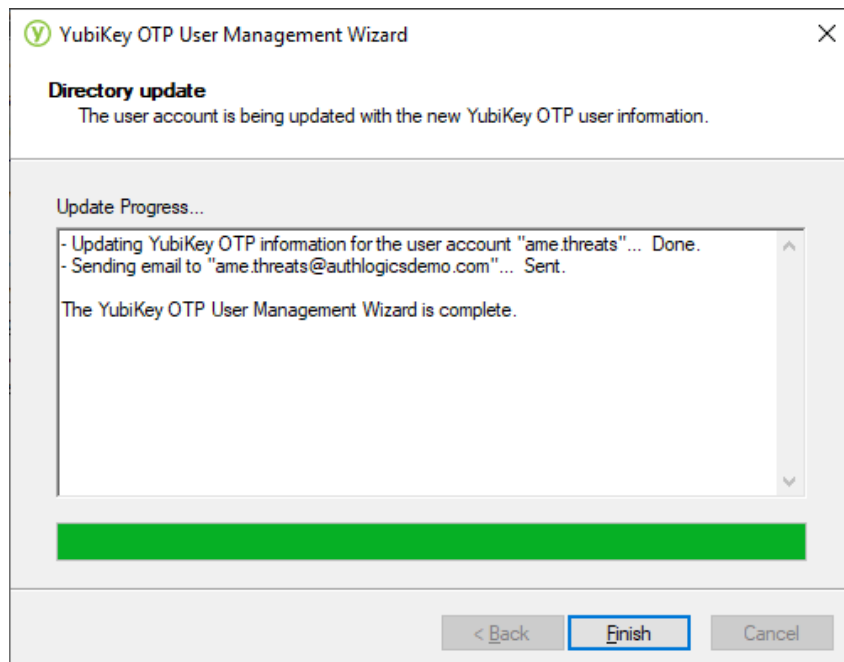 YubiKey OTP User Management Wizard
Directory update
The user account is being updated with the new YubiKey OTP user information.
Update Progress...
- Updating YubiKey OTP information for the user account "ame.threats"... Done.
- Sending email to "ame.threats@authlogicsdemo.com"... Sent.
The YubiKey OTP User Management Wizard is complete.
< Back
Finish
Cancel